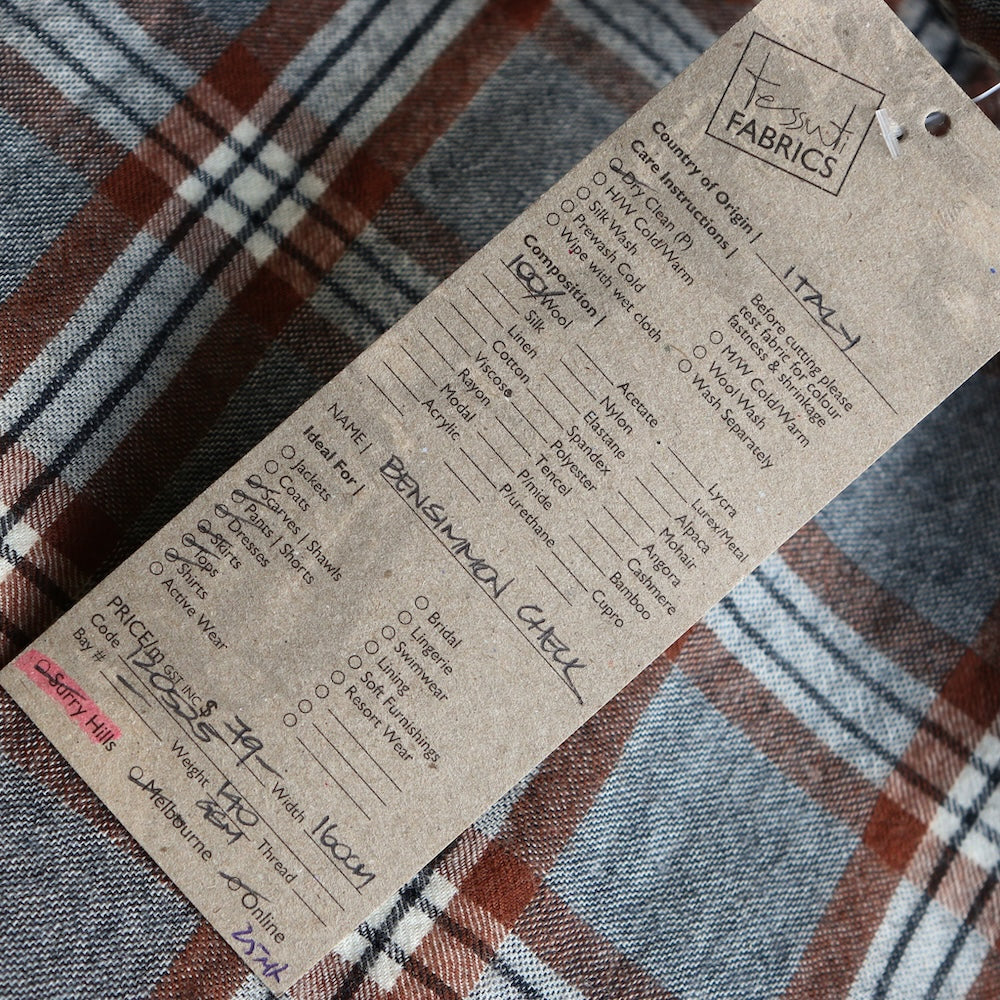 Tessuti
FABRICS
Country of Origin | ITALY
Care Instructions |
Dry Clean (P)
H/W Cold/Warm
Silk Wash
Prewash Cold
Wipe with wet cloth
Before cutting please
test fabric for colour
fastness & shrinkage
M/W Cold/Warm
Wool Wash
Wash Separately
Composition |
100% Wool
Silk
Linen
Cotton
Viscose
Rayon
Modal
Acrylic
Acetate
Nylon
Elastane
Spandex
Polyester
Tencel
P/mide
P/urethane
Lycra
Lurex/Metal
Alpaca
Mohair
Angora
Cashmere
Bamboo
Cupro
NAME | BENSIMMON CHECK
Ideal For |
Jackets
Coats
Scarves | Shawls
Pants | Shorts
Dresses
Skirts
Tops
Shirts
Active Wear
Bridal
Lingerie
Swimwear
Lining
Soft Furnishings
Resort Wear
PRICE/m GST INC $ 79- Width 160cm
Code
Bay # Weight 140 Thread
Surry Hills Melbourne Online